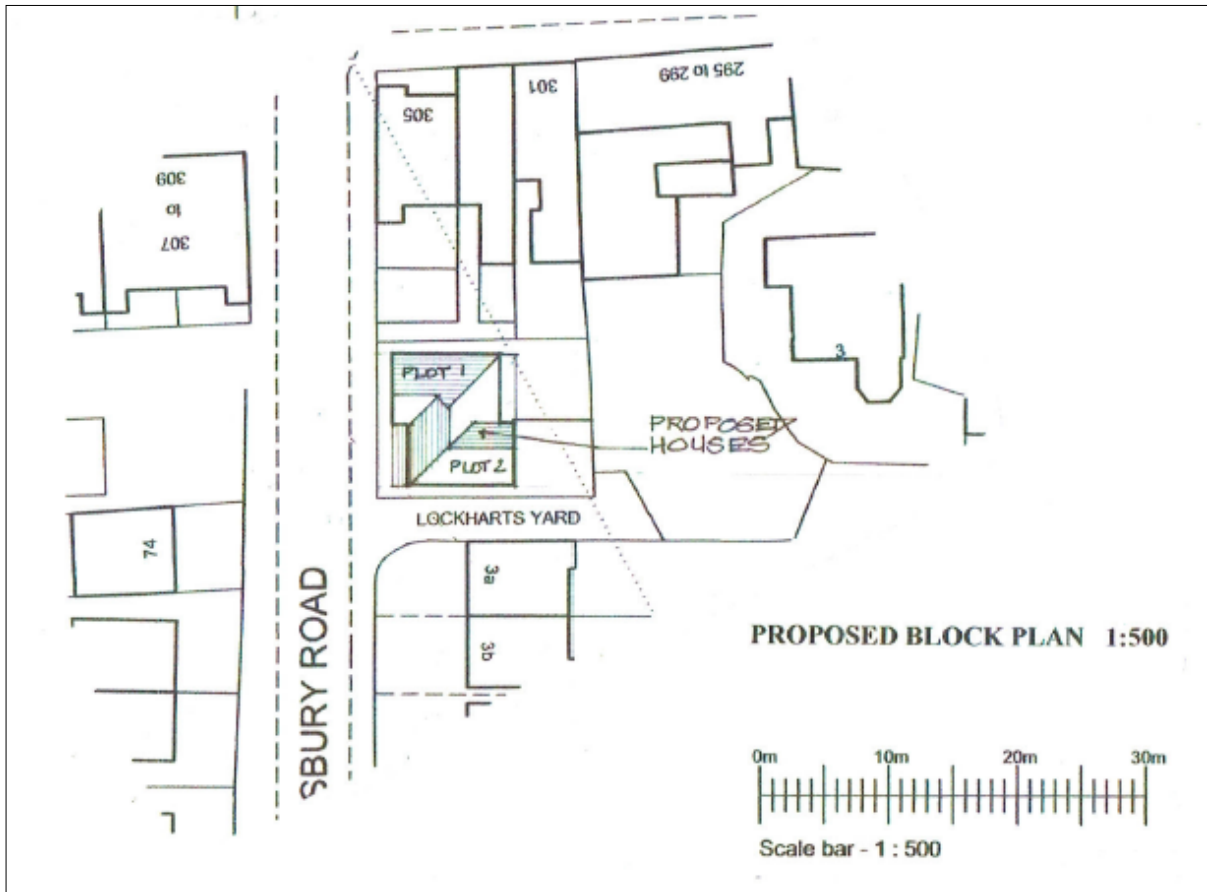 295 to 299
301
305
309
to
307
3
PLOT 1
PROPOSED
HOUSES
PLOT 2
LOCKHARTS YARD
74
3a
3b
SBURY ROAD
PROPOSED BLOCK PLAN 1:500
0m 10m 20m 30m
Scale bar - 1 : 500